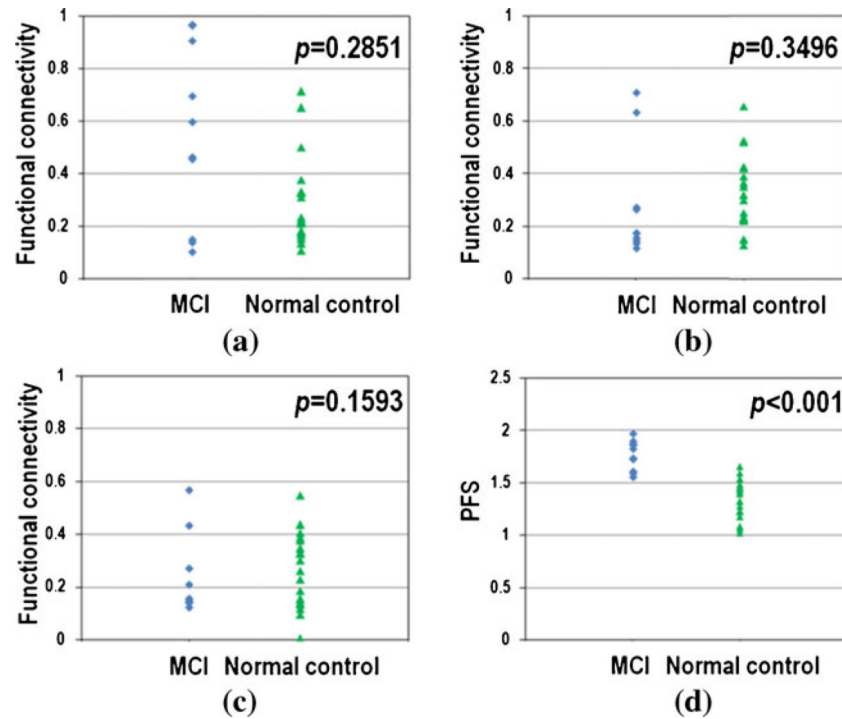 1
p=0.2851
0.8
0.6
0.4
0.2
0
Functional connectivity
MCI Normal control
(a)
1
p=0.3496
0.8
0.6
0.4
0.2
0
Functional connectivity
MCI Normal control
(b)
1
p=0.1593
0.8
0.6
0.4
0.2
0
Functional connectivity
MCI Normal control
(c)
2.5
p<0.001
2
1.5
1
0.5
0
PFS
MCI Normal control
(d)